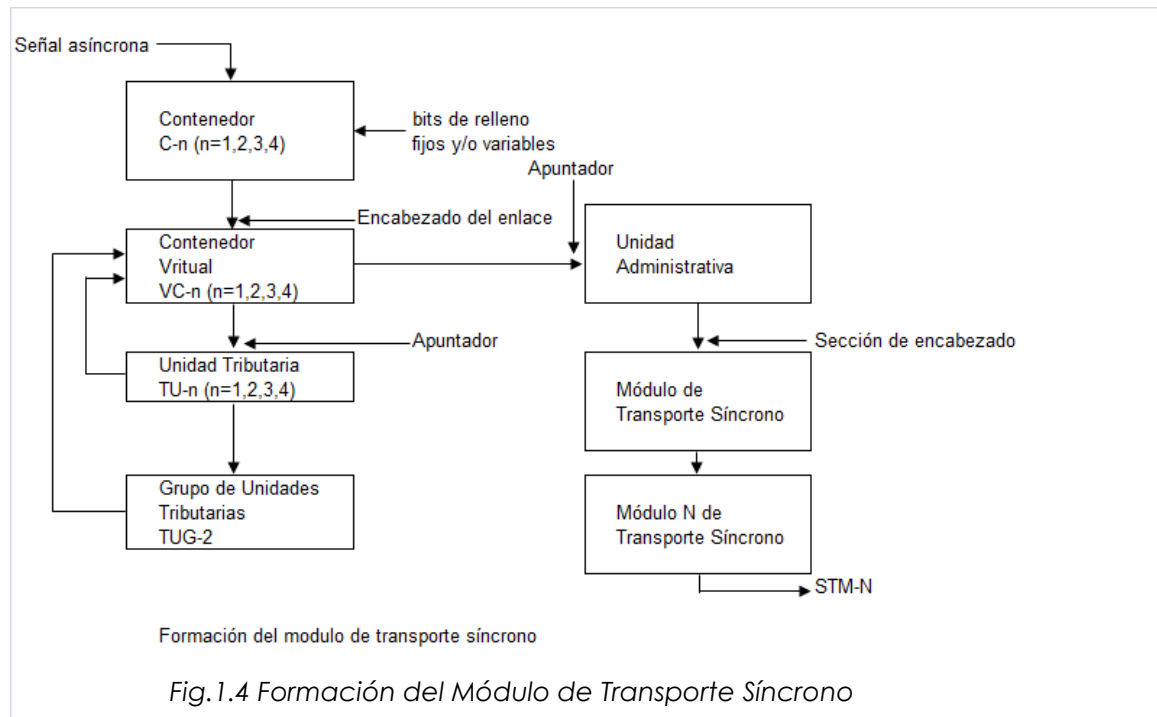 Señal asíncrona
Contenedor
C-n (n=1,2,3,4)
bits de relleno
fijos y/o variables
Apuntador
Encabezado del enlace
Contenedor
Vritual
VC-n (n=1,2,3,4)
Unidad
Administrativa
Apuntador
Sección de encabezado
Unidad Tributaria
TU-n (n=1,2,3,4)
Módulo de
Transporte Síncrono
Grupo de Unidades
Tributarias
TUG-2
Módulo N de
Transporte Síncrono
STM-N
Formación del modulo de transporte síncrono
Fig.1.4 Formación del Módulo de Transporte Síncrono